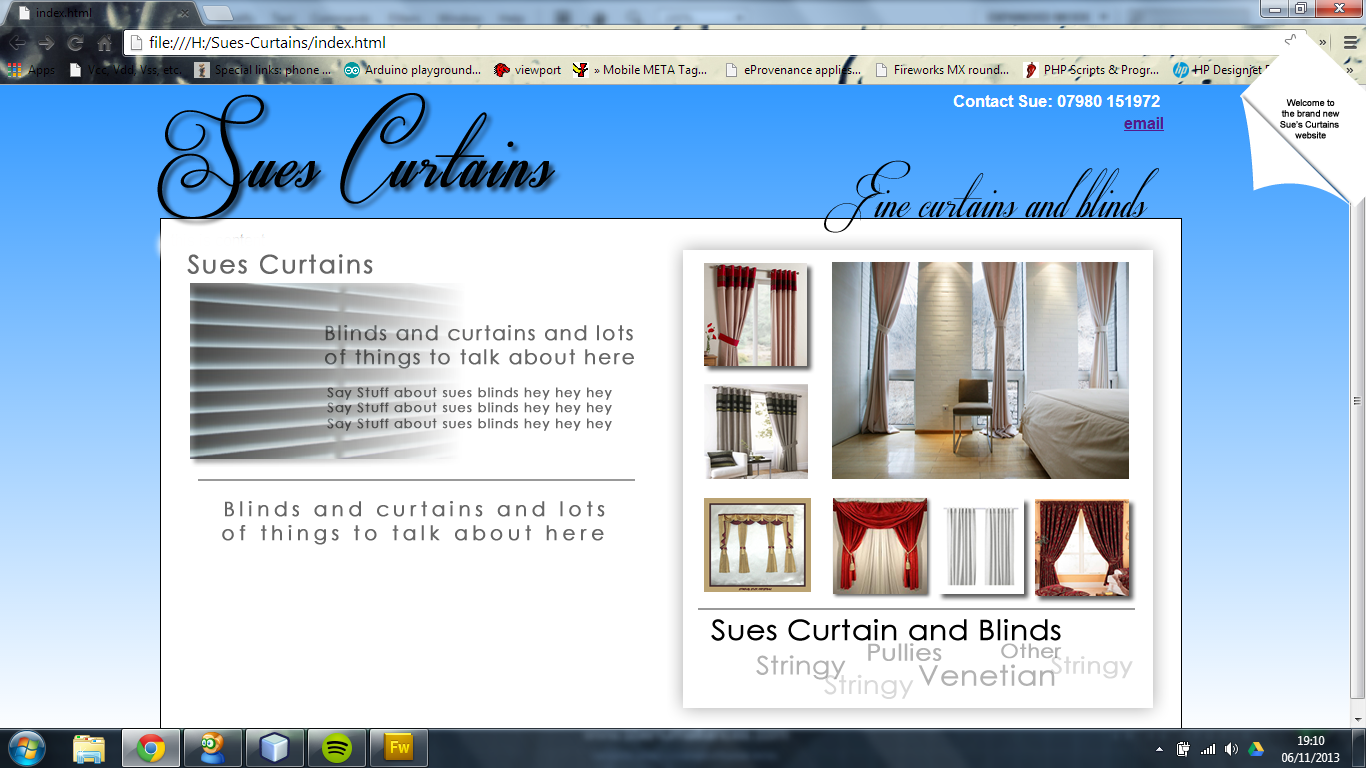 index.html
file:///H:/Sues-Curtains/index.html
Apps
Vcc, Vdd, Vss, etc.
Special links: phone ...
Arduino playground...
viewport
» Mobile META Tag...
eProvenance applies...
Fireworks MX round...
PHP Scripts & Progr...
HP Designjet
Contact Sue: 07980 151972
email
Welcome to
the brand new
Sue's Curtains
website
Sues Curtains
Fine curtains and blinds
Sues Curtains
Blinds and curtains and lots
of things to talk about here
Say Stuff about sues blinds hey hey hey
Say Stuff about sues blinds hey hey hey
Say Stuff about sues blinds hey hey hey
Blinds and curtains and lots
of things to talk about here
Sues Curtain and Blinds
Pullies
Other
Stringy
Stringy
Venetian
Stringy
Fw
19:10
06/11/2013